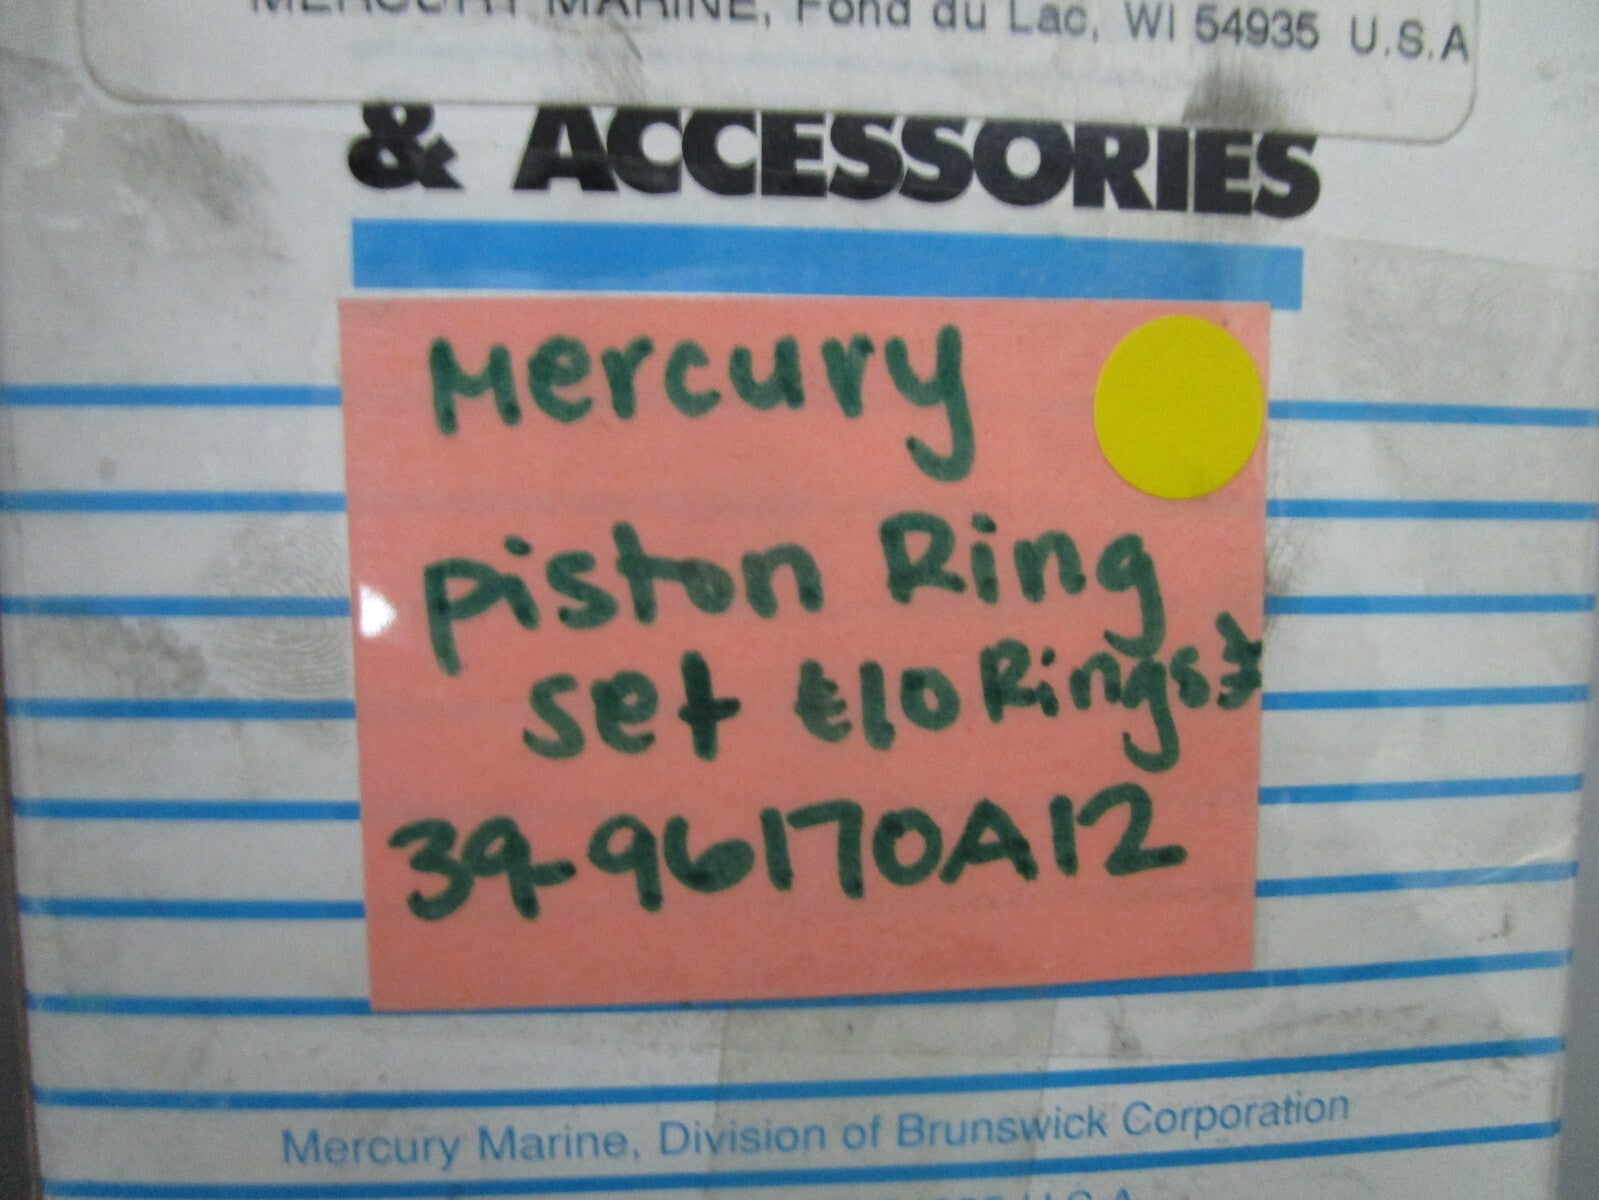 MERCURY MARINE, Fond du Lac, WI 54935 U.S.A
& ACCESSORIES
Mercury
piston Ring
set {10 Rings}
39-96170A12
Mercury Marine, Division of Brunswick Corporation
U.S.A